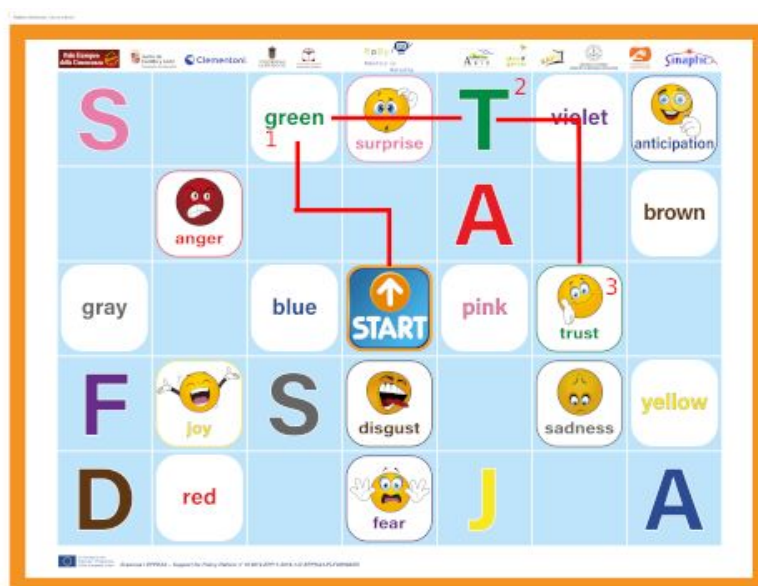 Clementoni
Sinaptic
S
green
1
surprise
T
2
violet
anticipation
anger
A
brown
gray
blue
START
pink
trust
3
F
joy
S
disgust
sadness
yellow
D
red
fear
J
A